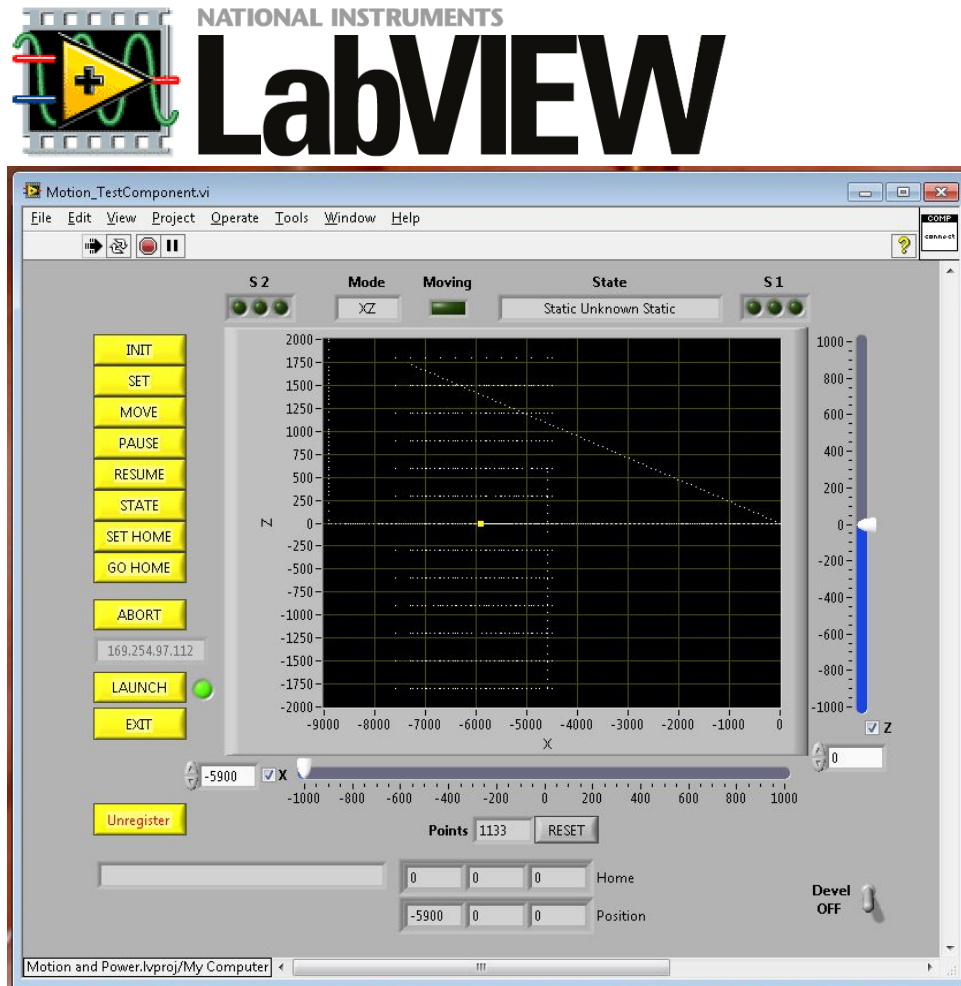 NATIONAL INSTRUMENTS
LabVIEW
Motion_TestComponent.vi
File Edit View Project Operate Tools Window Help
COMP
connect
S 2 Mode Moving State S 1
XZ Static Unknown Static
INIT
SET
MOVE
PAUSE
RESUME
STATE
SET HOME
GO HOME
ABORT
169.254.97.112
LAUNCH
EXIT
Z
2000
1750
1500
1250
1000
750
500
250
0
-250
-500
-750
-1000
-1250
-1500
-1750
-2000
-9000 -8000 -7000 -6000 -5000 -4000 -3000 -2000 -1000 0
X
1000
800
600
400
200
0
-200
-400
-600
-800
-1000
Z
0
-5900 X
-1000 -800 -600 -400 -200 0 200 400 600 800 1000
Unregister
Points 1133 RESET
0 0 0 Home
-5900 0 0 Position
Devel
OFF
Motion and Power.lvproj/My Computer